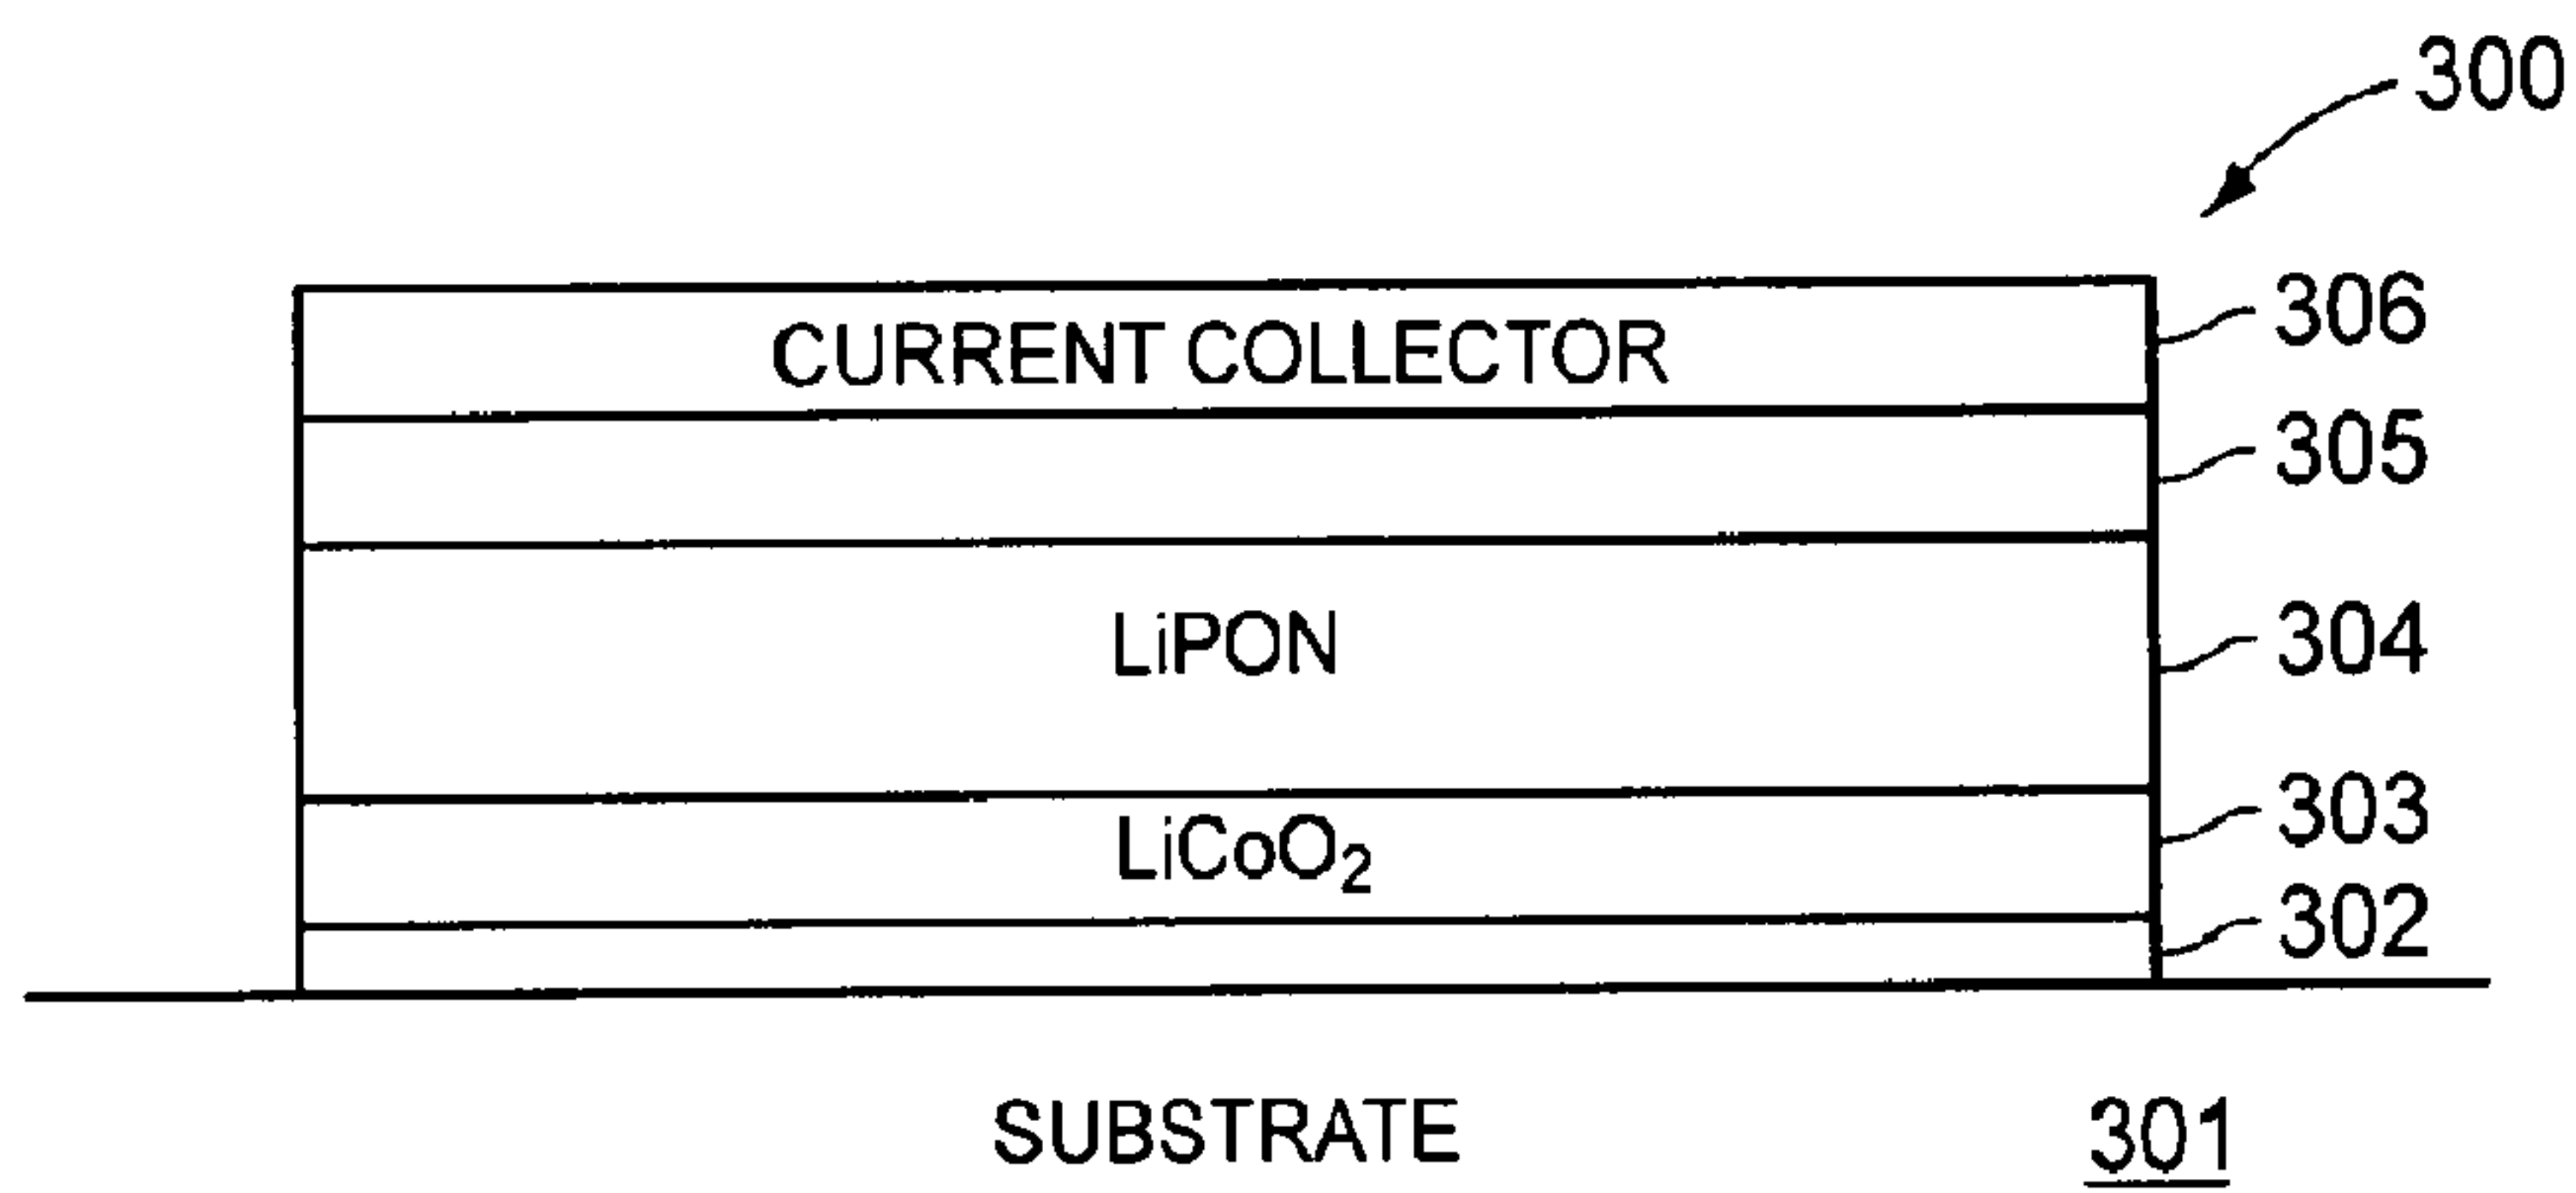 300
CURRENT COLLECTOR 306
305
LiPON 304
LiCoO₂ 303
302
SUBSTRATE 301